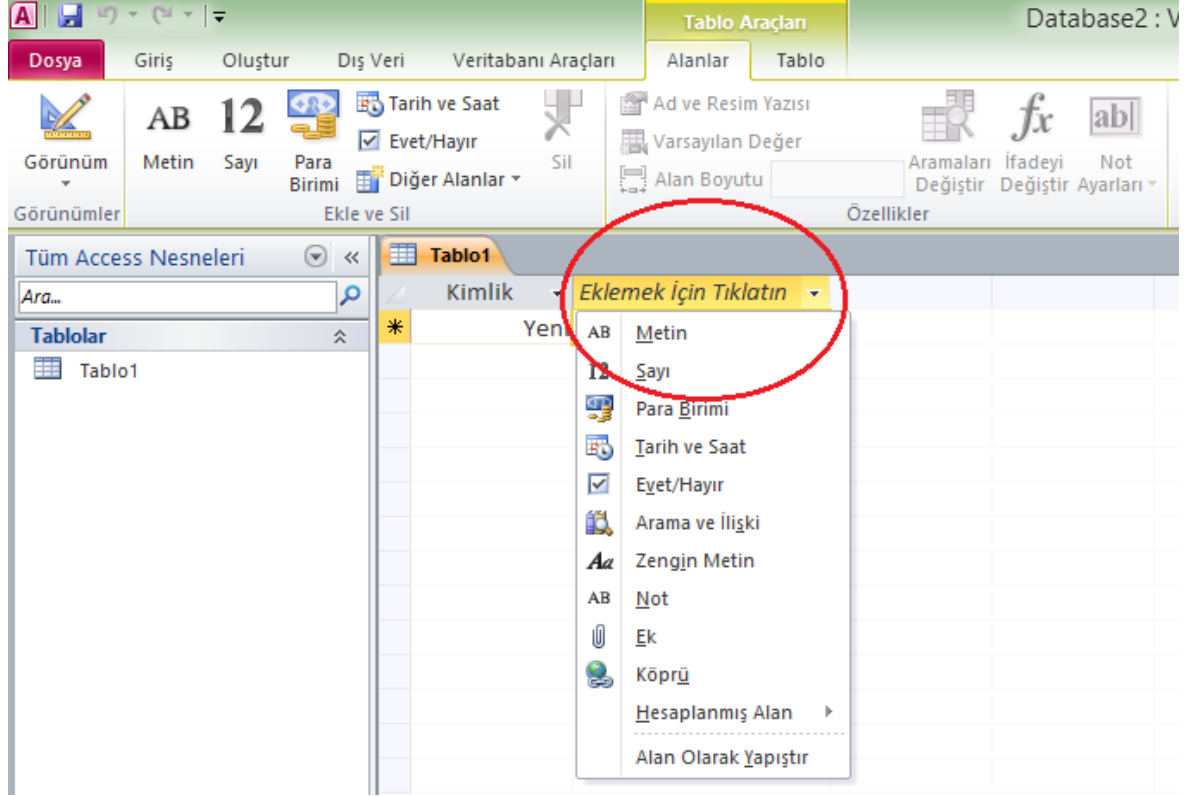 A
Tablo Araçları
Database2 : V
Dosya Giriş Oluştur Dış Veri Veritabanı Araçları Alanlar Tablo
Görünüm
AB Metin
12 Sayı
Para Birimi
Tarih ve Saat
Evet/Hayır
Diğer Alanlar
Sil
Ad ve Resim Yazısı
Varsayılan Değer
Alan Boyutu
Aramaları Değiştir
fx İfadeyi Değiştir
ab Not Ayarları
Görünümler Ekle ve Sil Özellikler
Tüm Access Nesneleri «
Ara...
Tablolar
Tablo1
Tablo1
Kimlik Eklemek İçin Tıklatın
Yeni
AB Metin
12 Sayı
Para Birimi
Tarih ve Saat
Evet/Hayır
Arama ve İlişki
Aa Zengin Metin
AB Not
Ek
Köprü
Hesaplanmış Alan
Alan Olarak Yapıştır